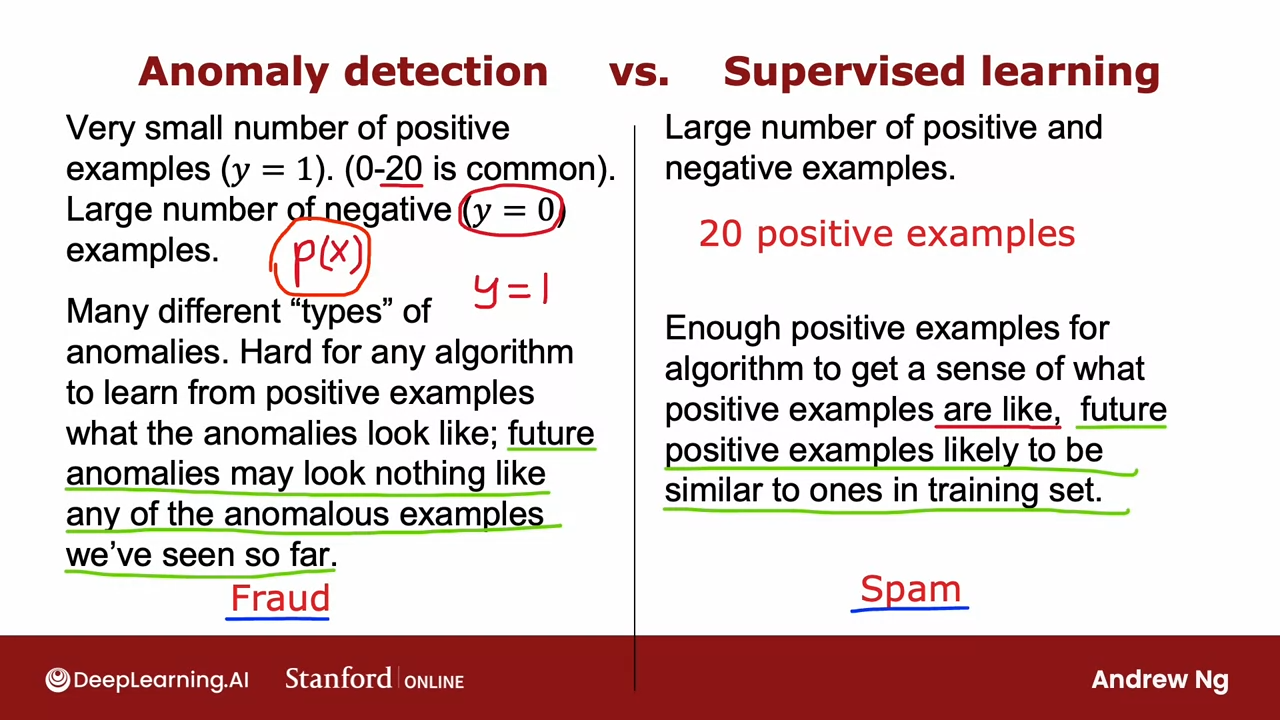 Anomaly detection vs. Supervised learning
Very small number of positive
examples (y = 1). (0-20 is common).
Large number of negative (y = 0)
examples.
p(x)
y = 1
Many different “types” of
anomalies. Hard for any algorithm
to learn from positive examples
what the anomalies look like; future
anomalies may look nothing like
any of the anomalous examples
we’ve seen so far.
Fraud
Large number of positive and
negative examples.
20 positive examples
Enough positive examples for
algorithm to get a sense of what
positive examples are like, future
positive examples likely to be
similar to ones in training set.
Spam
DeepLearning.AI Stanford ONLINE Andrew Ng